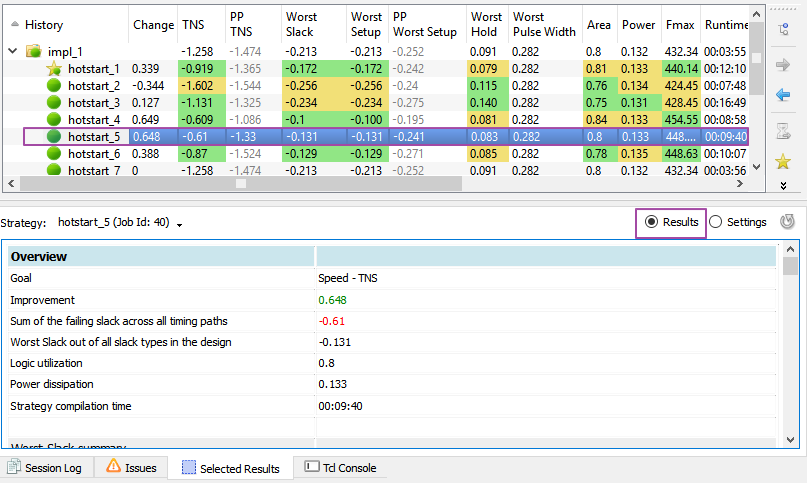 History Change TNS PP TNS Worst Slack Worst Setup PP Worst Setup Worst Hold Worst Pulse Width Area Power Fmax Runtime
impl_1 -1.258 -1.474 -0.213 -0.213 -0.252 0.091 0.282 0.8 0.132 432.34 00:03:55
hotstart_1 0.339 -0.919 -1.365 -0.172 -0.172 -0.242 0.079 0.282 0.81 0.133 440.14 00:12:10
hotstart_2 -0.344 -1.602 -1.544 -0.256 -0.256 -0.24 0.115 0.282 0.76 0.134 424.45 00:07:48
hotstart_3 0.127 -1.131 -1.325 -0.234 -0.234 -0.275 0.140 0.282 0.75 0.131 428.45 00:16:49
hotstart_4 0.649 -0.609 -1.086 -0.1 -0.100 -0.195 0.081 0.282 0.84 0.133 454.55 00:08:58
hotstart_5 0.648 -0.61 -1.33 -0.131 -0.131 -0.241 0.083 0.282 0.8 0.133 448.... 00:09:40
hotstart_6 0.388 -0.87 -1.524 -0.129 -0.129 -0.271 0.085 0.282 0.78 0.135 448.63 00:10:07
hotstart_7 0 -1.258 -1.474 -0.213 -0.213 -0.252 0.091 0.282 0.8 0.132 432.34 00:03:56
Strategy: hotstart_5 (Job Id: 40) Results Settings
Overview
Goal Speed - TNS
Improvement 0.648
Sum of the failing slack across all timing paths -0.61
Worst Slack out of all slack types in the design -0.131
Logic utilization 0.8
Power dissipation 0.133
Strategy compilation time 00:09:40
Worst Slack summary
Session Log Issues Selected Results Tcl Console